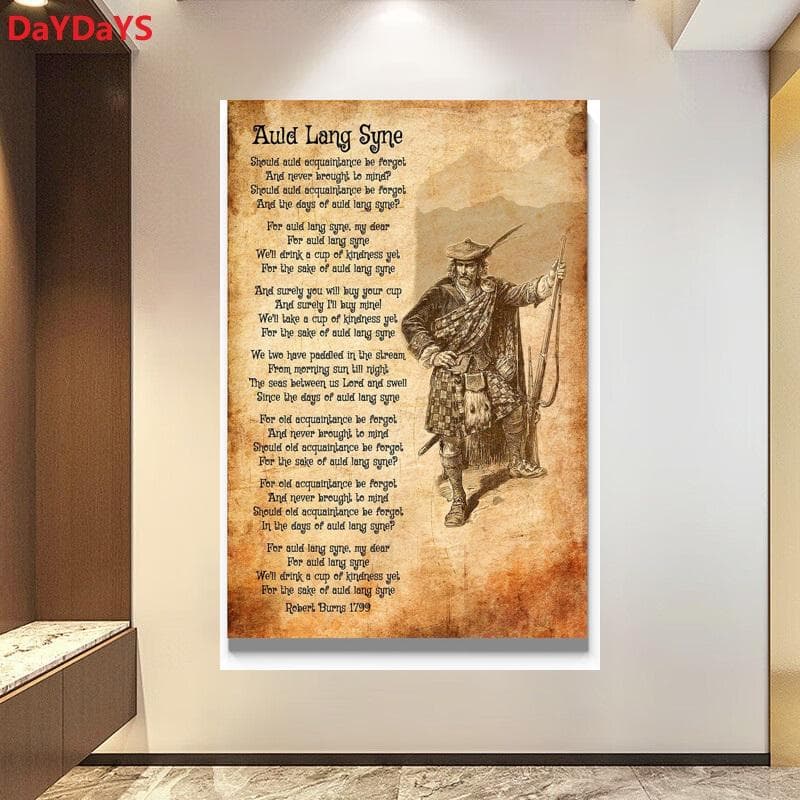 DaYDaYS
Auld Lang Syne
Should auld acquaintance be forgot
And never brought to mind?
Should auld acquaintance be forgot
And the days of auld lang syne?
For auld lang syne, my dear
For auld lang syne
We'll drink a cup of kindness yet
For the sake of auld lang syne
And surely you will buy your cup
And surely I'll buy mine!
We'll take a cup of kindness yet
For the sake of auld lang syne
We two have paddled in the stream
From morning sun till night
The seas between us Lord and swell
Since the days of auld lang syne
For old acquaintance be forgot
And never brought to mind
Should old acquaintance be forgot
For the sake of auld lang syne?
For old acquaintance be forgot
And never brought to mind
Should old acquaintance be forgot
In the days of auld lang syne?
For auld lang syne, my dear
For auld lang syne
We'll drink a cup of kindness yet
For the sake of auld lang syne
Robert Burns 1799